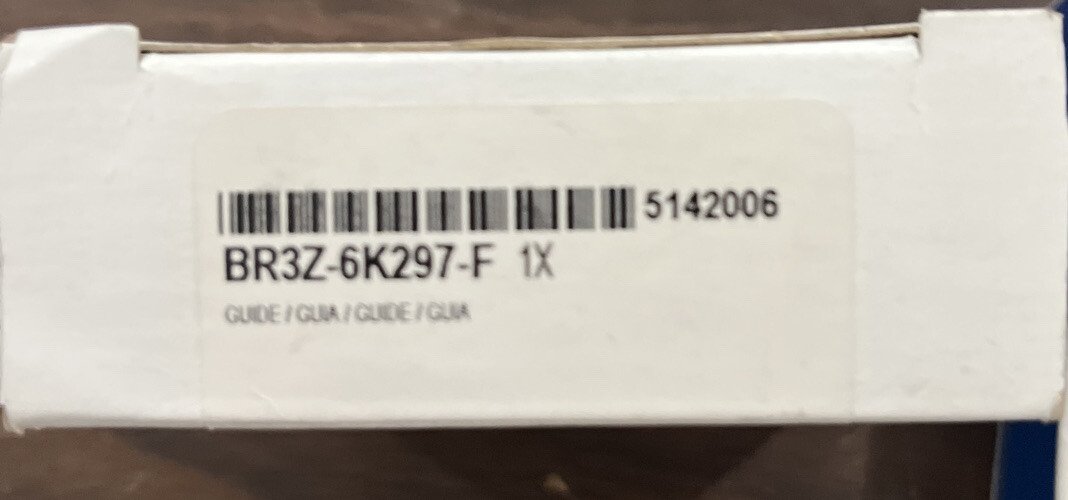 5142006
BR3Z-6K297-F 1X
GUIDE / GUIA / GUIDE / GUIA